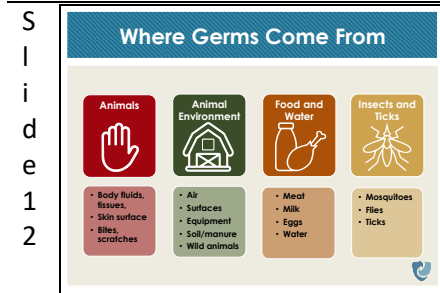 S
l
i
d
e
1
2
Where Germs Come From
Animals
• Body fluids,
tissues,
• Skin surface
• Bites,
scratches
Animal
Environment
• Air
• Surfaces
• Equipment
• Soil/manure
• Wild animals
Food and
Water
• Meat
• Milk
• Eggs
• Water
Insects and
Ticks
• Mosquitoes
• Flies
• Ticks